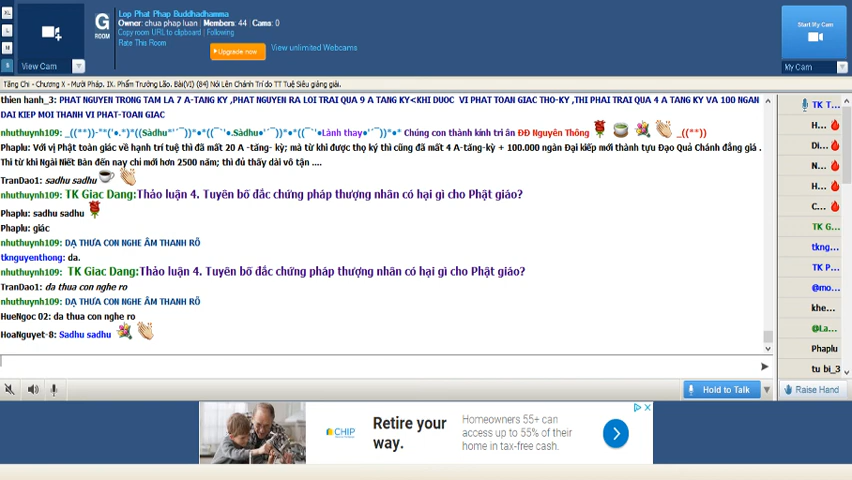 XL
L
M
S
View Cam
G
ROOM
Lop Phat Phap Buddhadhamma
Owner: chua phap luan | Members: 44 | Cams: 0
Copy room URL to clipboard | Following
Rate This Room
Upgrade now
View unlimited Webcams
Start My Cam
My Cam
Tăng Chi - Chương X - Mười Pháp. IX. Phẩm Trưởng Lão. Bài(VI) (84) Nói Lên Chánh Trí do TT Tuệ Siêu giảng giải.
thien hanh_3: PHAT NGUYEN TRONG TAM LA 7 A-TANG KY ,PHAT NGUYEN RA LOI TRAI QUA 9 A TANG KY<KHI DUOC VI PHAT TOAN GIAC THO-KY ,THI PHAI TRAI QUA 4 A TANG KY VA 100 NGAN
DAI KIEP MOI THANH VI PHAT-TOAN GIAC
nhuthuynh109: _((**))-**('•.*)*((Sàdhu*´¯`)*•*((¯`•.Sàdhu•´¯`)*•*((¯`'•Lành thay•'´¯`))*•* Chúng con thành kính tri ân ĐĐ Nguyên Thông _((**))
Phaplu: Với vị Phật toàn giác về hạnh trí tuệ thì đã mất 20 A -tăng- kỳ; mà từ khi được thọ ký thì cũng đã mất 4 A-tăng-kỳ + 100.000 ngàn Đại kiếp mới thành tựu Đạo Quả Chánh đẳng giá .
Thì từ khi Ngài Niết Bàn đến nay chỉ mới hơn 2500 năm; thì đủ thấy dài vô tận ....
TranDao1: sadhu sadhu
nhuthuynh109: TK Giac Dang:Thảo luận 4. Tuyên bố đắc chứng pháp thượng nhân có hại gì cho Phật giáo?
Phaplu: sadhu sadhu
Phaplu: giác
nhuthuynh109: DẠ THƯA CON NGHE ÂM THANH RÕ
tknguyenthong: da.
nhuthuynh109: TK Giac Dang:Thảo luận 4. Tuyên bố đắc chứng pháp thượng nhân có hại gì cho Phật giáo?
TranDao1: da thua con nghe ro
nhuthuynh109: DẠ THƯA CON NGHE ÂM THANH RÕ
HueNgoc 02: da thua con nghe ro
HoaNguyet-8: Sadhu sadhu
TK T...
H...
Di...
N...
H...
C...
TK G...
tkng...
TK P...
@mo...
khe...
@La...
Phaplu
tu bi_3
Hold to Talk
Raise Hand
CHIP
Retire your
way.
Homeowners 55+ can
access up to 55% of their
home in tax-free cash.